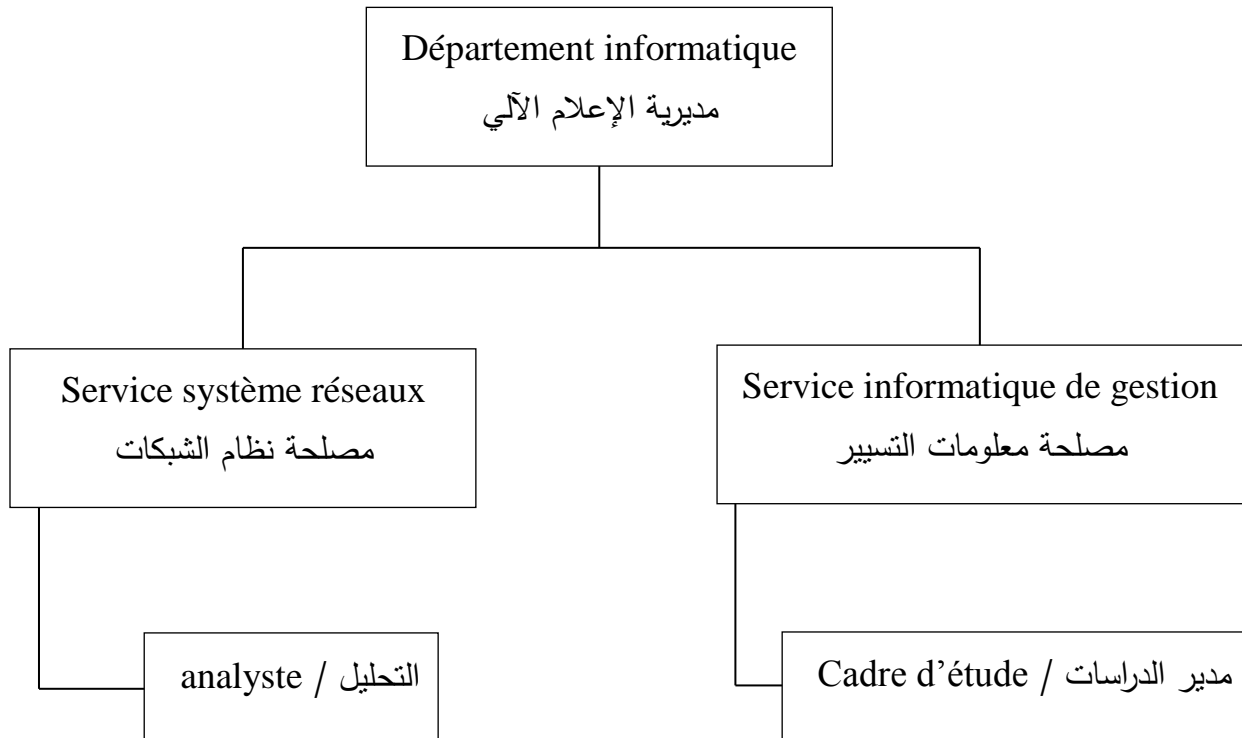 Département informatique
مديرية الإعلام الآلي
Service système réseaux
مصلحة نظام الشبكات
Service informatique de gestion
مصلحة معلومات التسيير
analyste / التحليل
Cadre d’étude / مدير الدراسات